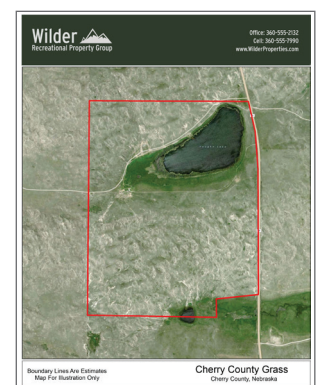 Wilder
Recreational Property Group
Office: 360-555-2132
Cell: 360-555-7990
www.WilderProperties.com
Boundary Lines Are Estimates
Map For Illustration Only
Cherry County Grass
Cherry County, Nebraska